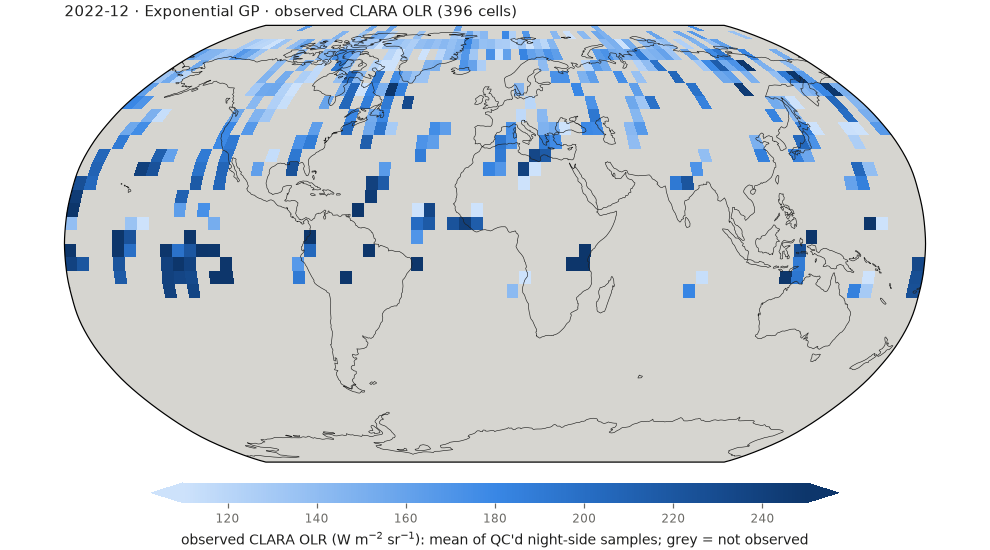 2022-12 · Exponential GP · observed CLARA OLR (396 cells)
120 140 160 180 200 220 240
observed CLARA OLR (W m⁻² sr⁻¹): mean of QC'd night-side samples; grey = not observed